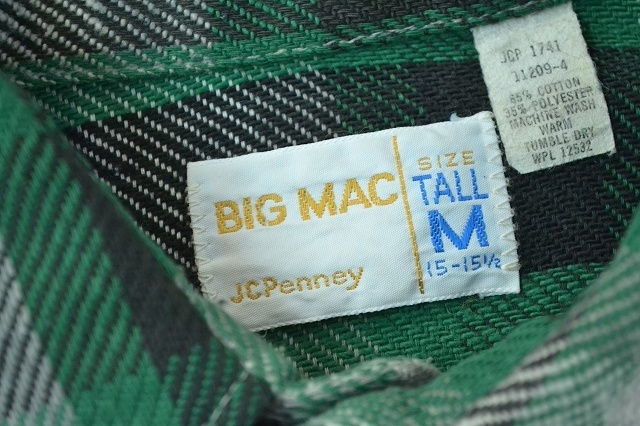 JCP 1741
11209-4
65% COTTON
35% POLYESTER
MACHINE WASH
WARM
TUMBLE DRY
WPL 12532
BIG MAC
JCPenney
SIZE
TALL
M
15-15½